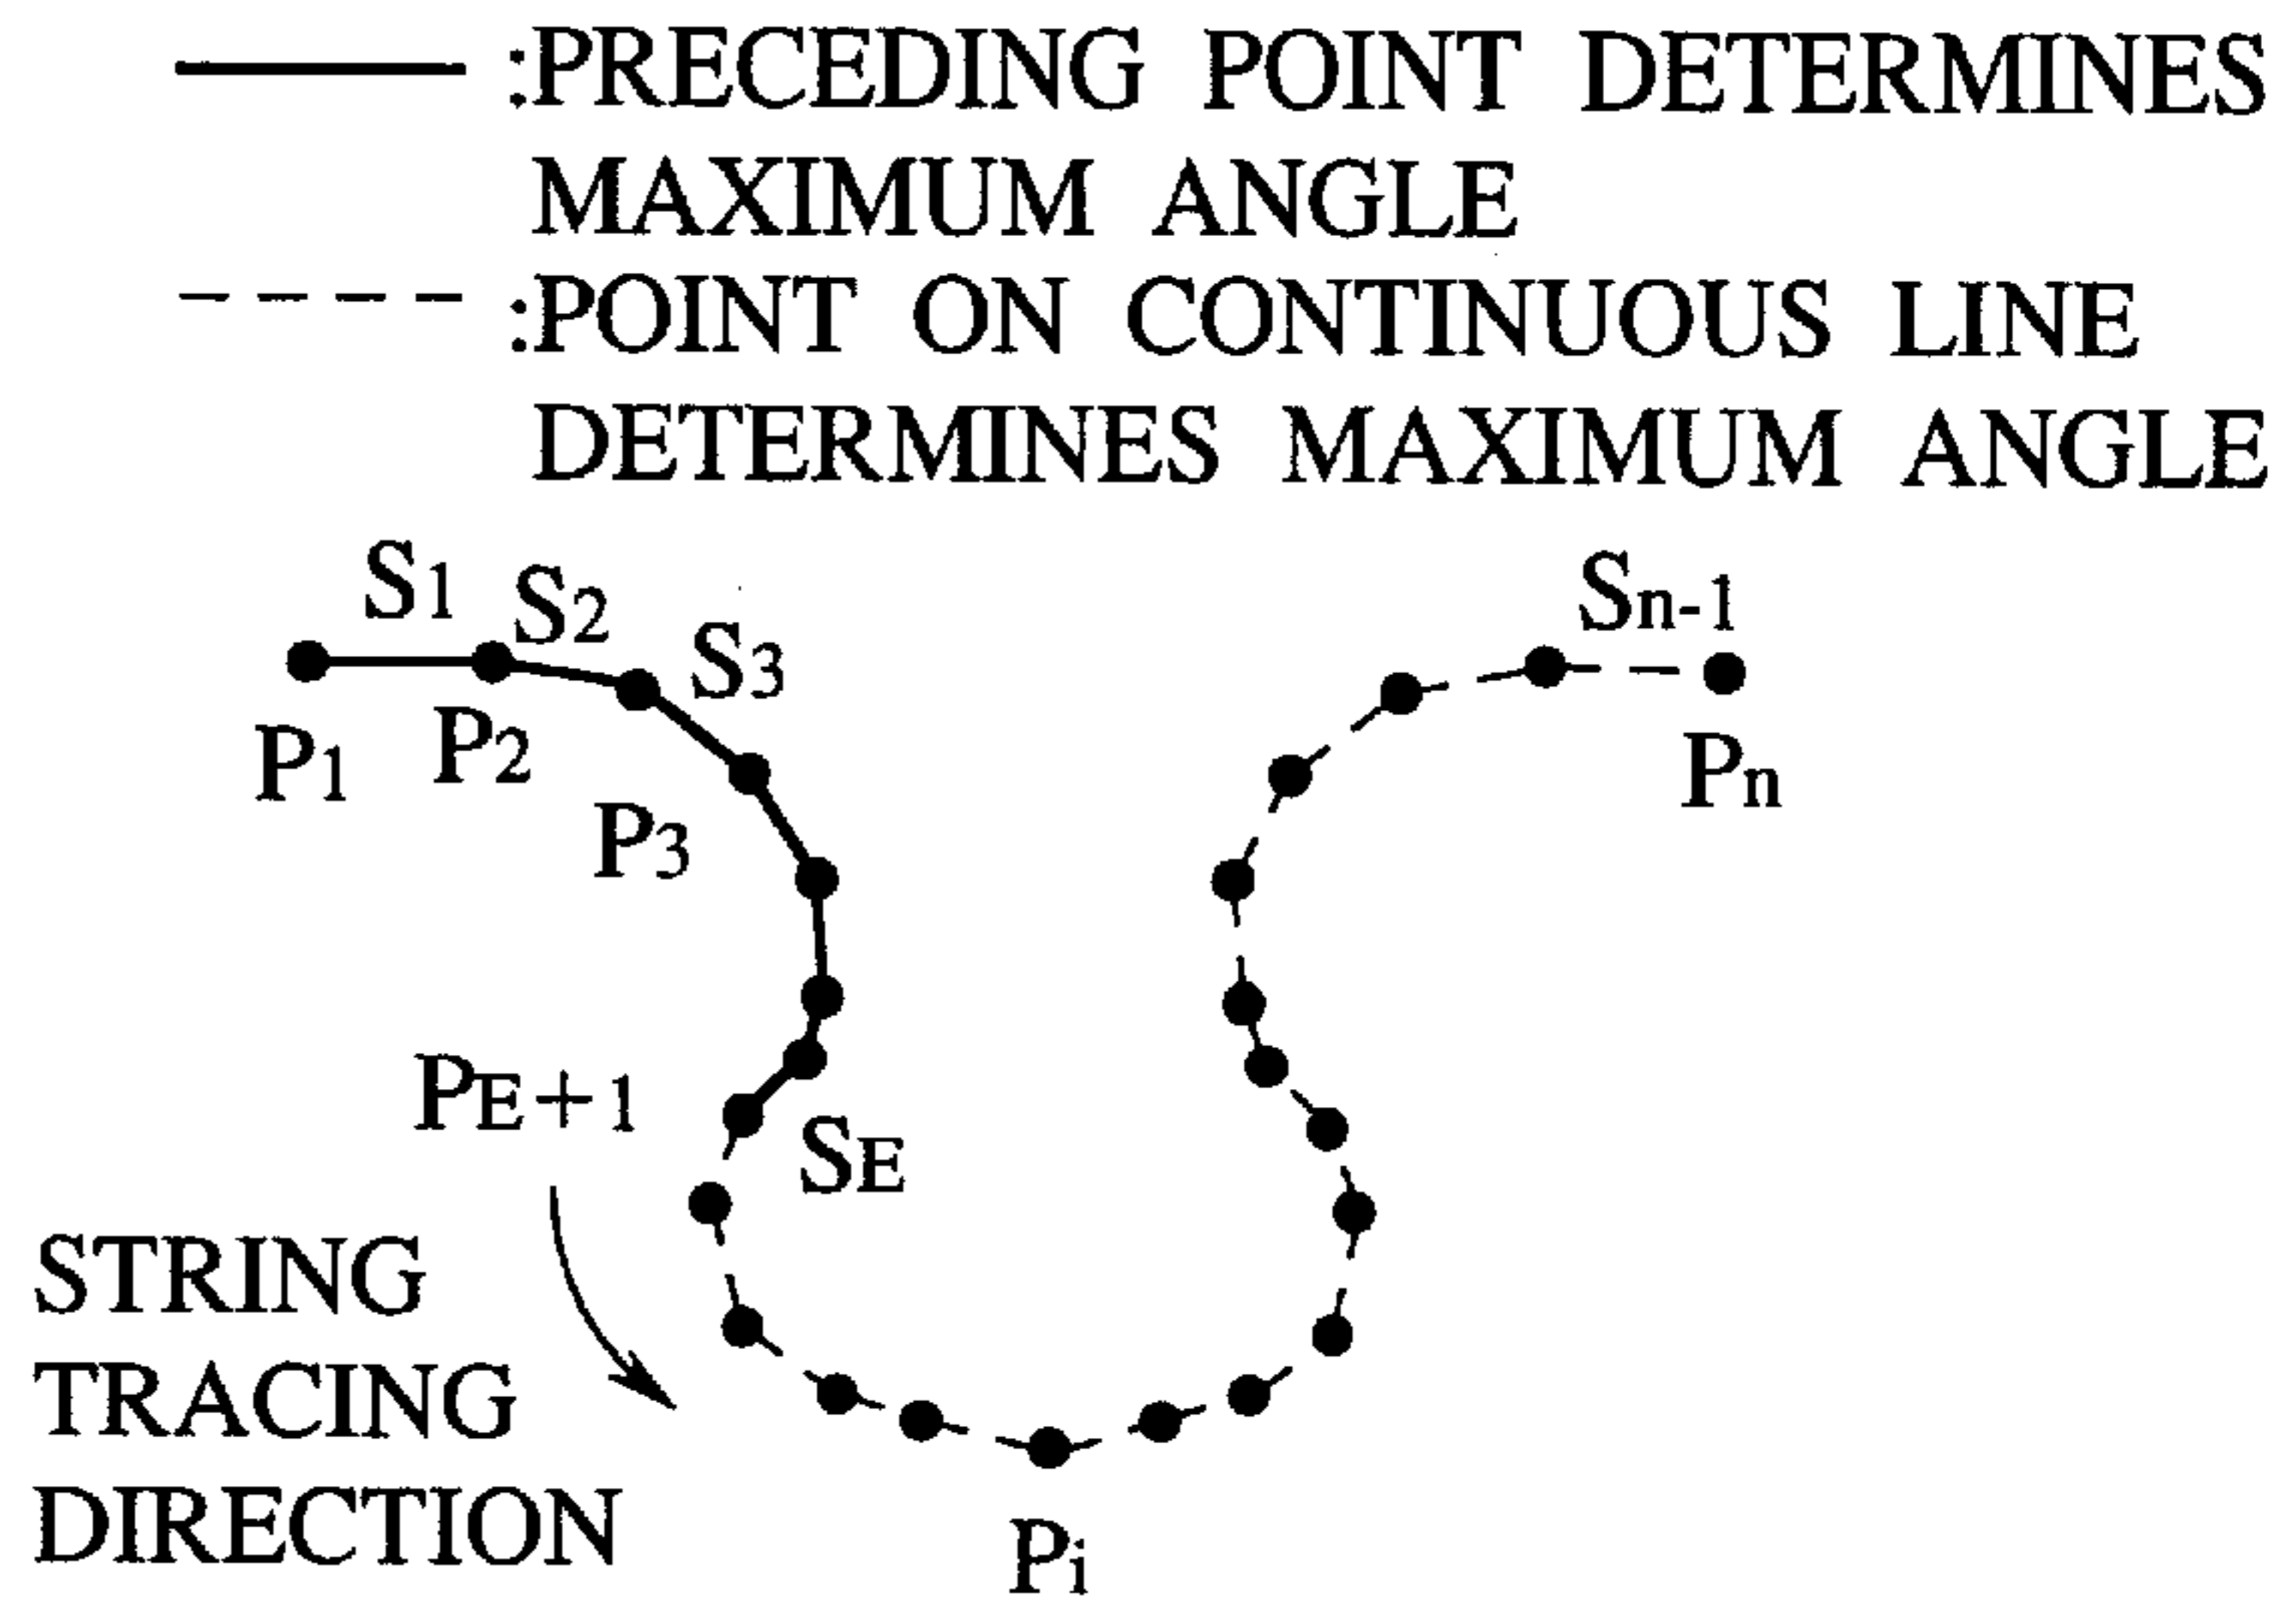 :PRECEDING POINT DETERMINES
MAXIMUM ANGLE
:POINT ON CONTINUOUS LINE
DETERMINES MAXIMUM ANGLE
S1
S2
S3
Sn-1
P1
P2
P3
Pn
PE+1
SE
STRING
TRACING
DIRECTION
Pi